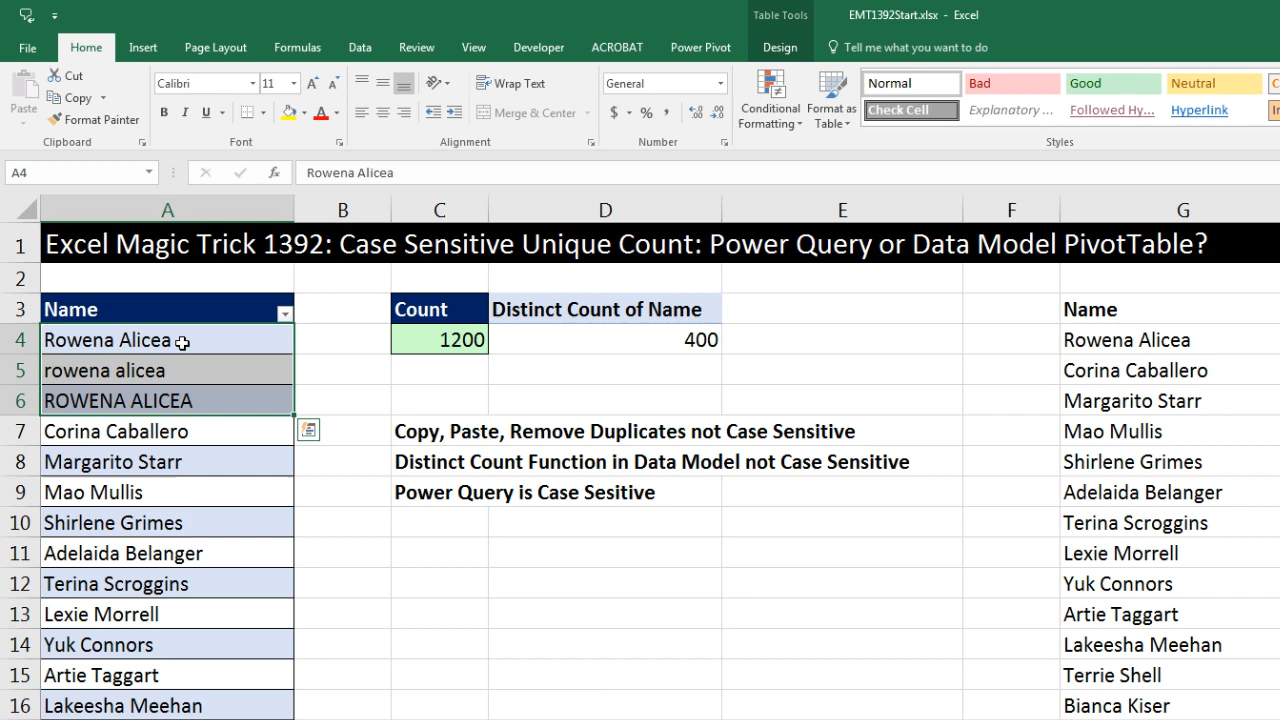 EMT1392Start.xlsx - Excel
Table Tools
File Home Insert Page Layout Formulas Data Review View Developer ACROBAT Power Pivot Design Tell me what you want to do
Cut
Copy
Format Painter
Paste
Clipboard
Calibri 11
B I U
Font
Wrap Text
Merge & Center
Alignment
General
$ % ,
Number
Conditional Formatting
Format as Table
Normal Bad Good Neutral
Check Cell Explanatory ... Followed Hy... Hyperlink
Styles
A4 fx Rowena Alicea
A B C D E F G
1 Excel Magic Trick 1392: Case Sensitive Unique Count: Power Query or Data Model PivotTable?
2
3 Name Count Distinct Count of Name Name
4 Rowena Alicea 1200 400 Rowena Alicea
5 rowena alicea Corina Caballero
6 ROWENA ALICEA Margarito Starr
7 Corina Caballero Copy, Paste, Remove Duplicates not Case Sensitive Mao Mullis
8 Margarito Starr Distinct Count Function in Data Model not Case Sensitive Shirlene Grimes
9 Mao Mullis Power Query is Case Sesitive Adelaida Belanger
10 Shirlene Grimes Terina Scroggins
11 Adelaida Belanger Lexie Morrell
12 Terina Scroggins Yuk Connors
13 Lexie Morrell Artie Taggart
14 Yuk Connors Lakeesha Meehan
15 Artie Taggart Terrie Shell
16 Lakeesha Meehan Bianca Kiser